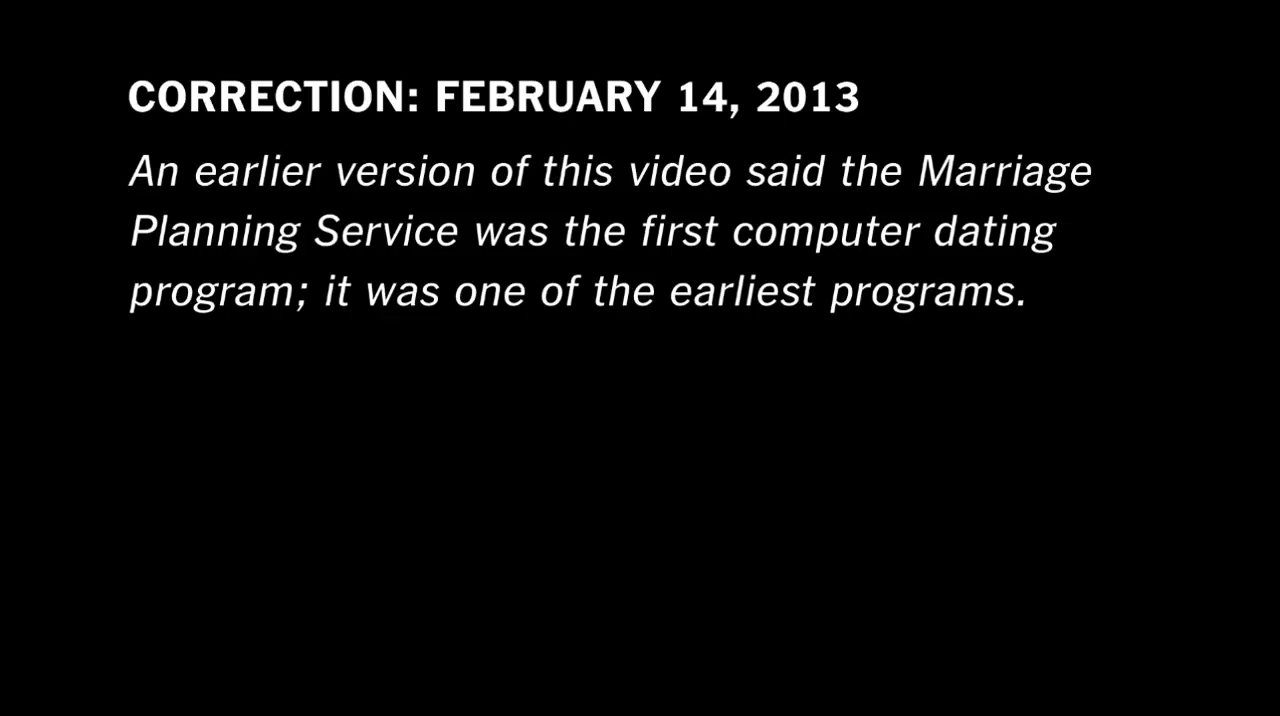 CORRECTION: FEBRUARY 14, 2013
An earlier version of this video said the Marriage
Planning Service was the first computer dating
program; it was one of the earliest programs.